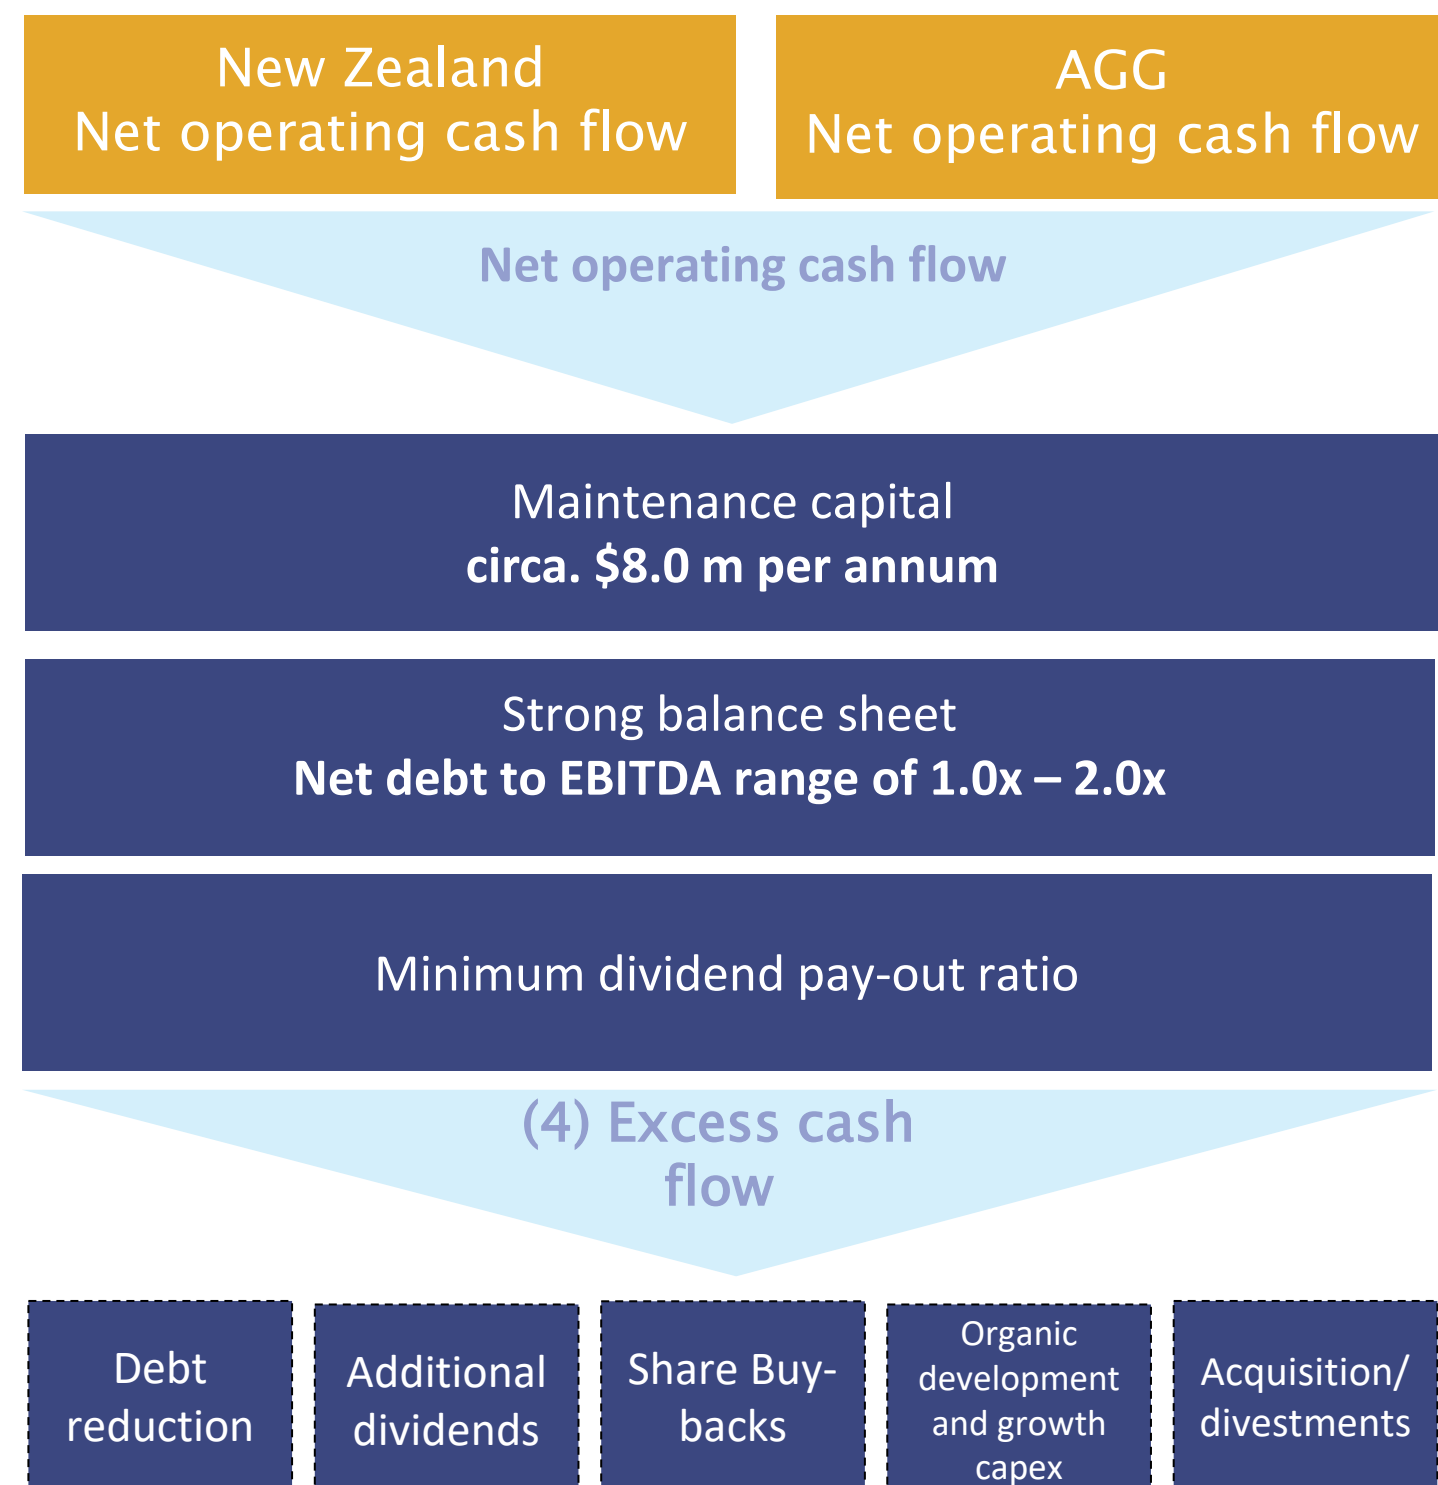 New Zealand
Net operating cash flow
AGG
Net operating cash flow
Net operating cash flow
Maintenance capital
circa. $8.0 m per annum
Strong balance sheet
Net debt to EBITDA range of 1.0x – 2.0x
Minimum dividend pay-out ratio
(4) Excess cash
flow
Debt
reduction
Additional
dividends
Share Buy-
backs
Organic
development
and growth
capex
Acquisition/
divestments